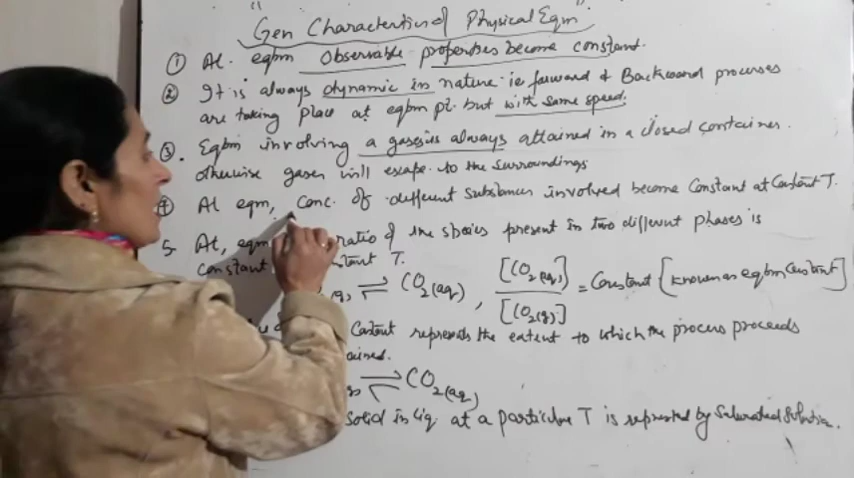 Gen Characteristics of Physical Eqm.
① At. eqbm Observable properties become constant.
② It is always dynamic in nature ie forward & Backward processes
are taking place at eqbm pt. but with same speed.
③. Eqbm involving a gases is always attained in a closed container.
otherwise gases will escape to the surroundings
④ At eqm, Conc. of different Substances involved become Constant at Constant T.
5. At, eqm ratio of the species present in two different phases is
Constant T.
⇌ CO2(aq), [CO2(aq)] / [CO2(g)] = Constant [Known as eqbm Constant]
Constant represents the extent to which the process proceeds
⇌ CO2(aq)
solid in liq at a particular T is represented by Saturated Solution.